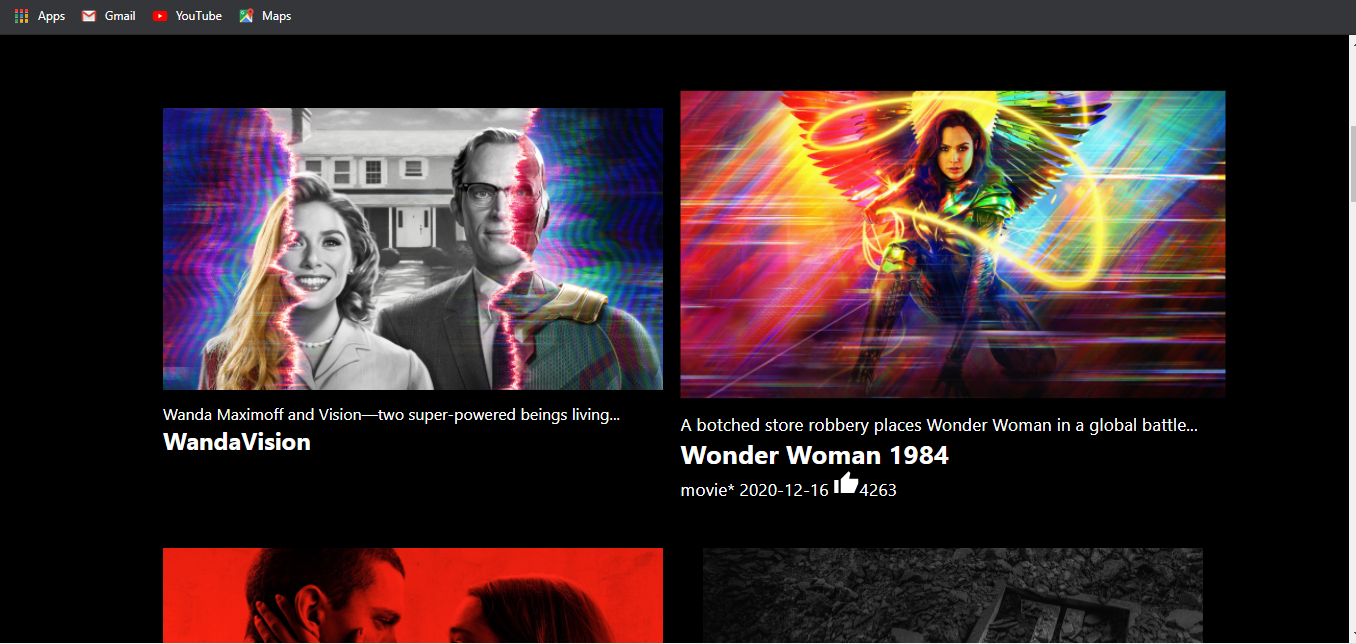 Apps Gmail YouTube Maps
Wanda Maximoff and Vision—two super-powered beings living...
WandaVision
A botched store robbery places Wonder Woman in a global battle...
Wonder Woman 1984
movie* 2020-12-16 4263